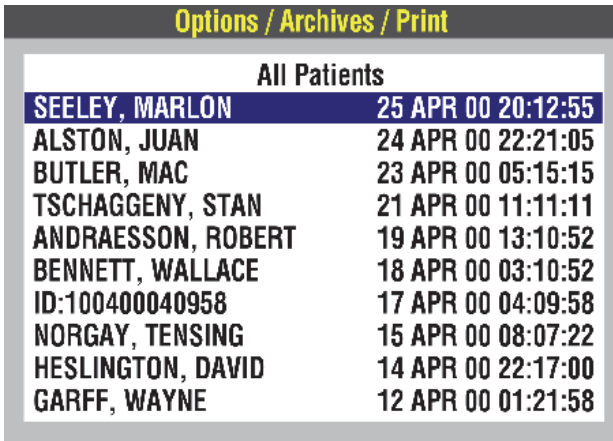 Options / Archives / Print
All Patients
SEELEY, MARLON 25 APR 00 20:12:55
ALSTON, JUAN 24 APR 00 22:21:05
BUTLER, MAC 23 APR 00 05:15:15
TSCHAGGENY, STAN 21 APR 00 11:11:11
ANDRAESSON, ROBERT 19 APR 00 13:10:52
BENNETT, WALLACE 18 APR 00 03:10:52
ID:100400040958 17 APR 00 04:09:58
NORGAY, TENSING 15 APR 00 08:07:22
HESLINGTON, DAVID 14 APR 00 22:17:00
GARFF, WAYNE 12 APR 00 01:21:58